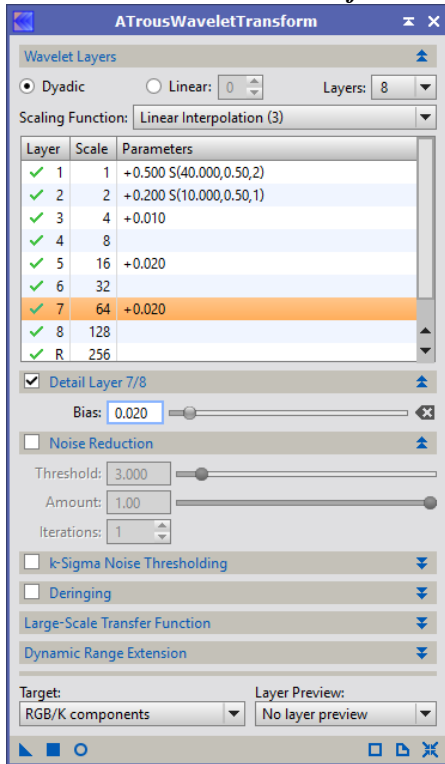 ATrousWaveletTransform
Wavelet Layers
Dyadic Linear: 0 Layers: 8
Scaling Function: Linear Interpolation (3)
Layer Scale Parameters
1 1 +0.500 S(40.000,0.50,2)
2 2 +0.200 S(10.000,0.50,1)
3 4 +0.010
4 8
5 16 +0.020
6 32
7 64 +0.020
8 128
R 256
Detail Layer 7/8
Bias: 0.020
Noise Reduction
Threshold: 3.000
Amount: 1.00
Iterations: 1
k-Sigma Noise Thresholding
Deringing
Large-Scale Transfer Function
Dynamic Range Extension
Target: Layer Preview:
RGB/K components No layer preview